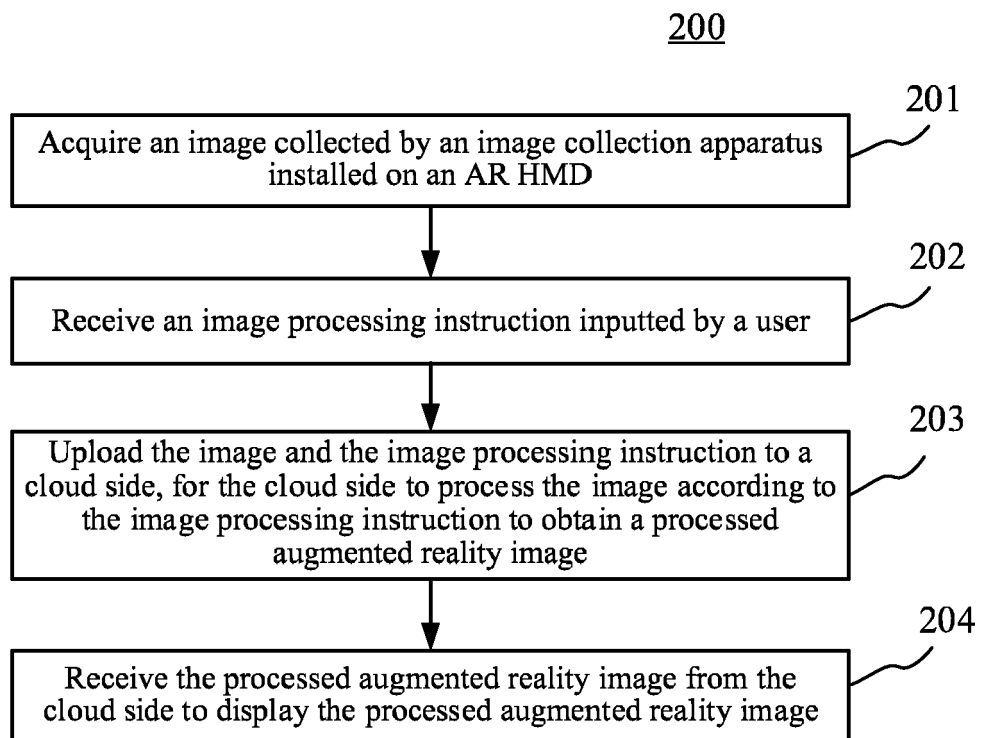 200
201
Acquire an image collected by an image collection apparatus
installed on an AR HMD
202
Receive an image processing instruction inputted by a user
203
Upload the image and the image processing instruction to a
cloud side, for the cloud side to process the image according to
the image processing instruction to obtain a processed
augmented reality image
204
Receive the processed augmented reality image from the
cloud side to display the processed augmented reality image